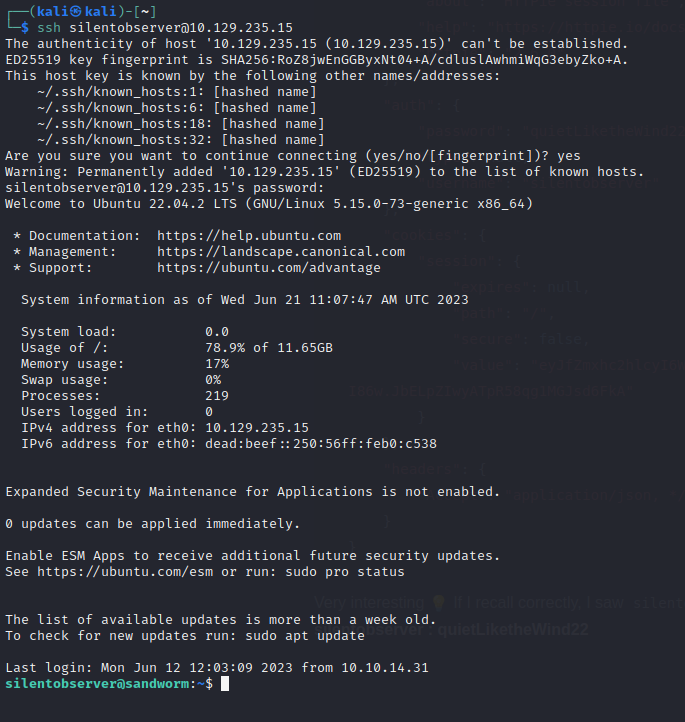 ┌──(kali㉿kali)-[~]
└─$ ssh silentobserver@10.129.235.15
The authenticity of host '10.129.235.15 (10.129.235.15)' can't be established.
ED25519 key fingerprint is SHA256:RoZ8jwEnGGByxNt04+A/cdluslAwhmiWqG3ebyZko+A.
This host key is known by the following other names/addresses:
    ~/.ssh/known_hosts:1: [hashed name]
    ~/.ssh/known_hosts:6: [hashed name]
    ~/.ssh/known_hosts:18: [hashed name]
    ~/.ssh/known_hosts:32: [hashed name]
Are you sure you want to continue connecting (yes/no/[fingerprint])? yes
Warning: Permanently added '10.129.235.15' (ED25519) to the list of known hosts.
silentobserver@10.129.235.15's password:
Welcome to Ubuntu 22.04.2 LTS (GNU/Linux 5.15.0-73-generic x86_64)
 * Documentation:  https://help.ubuntu.com
 * Management:     https://landscape.canonical.com
 * Support:        https://ubuntu.com/advantage
  System information as of Wed Jun 21 11:07:47 AM UTC 2023
  System load:           0.0
  Usage of /:            78.9% of 11.65GB
  Memory usage:          17%
  Swap usage:            0%
  Processes:             219
  Users logged in:       0
  IPv4 address for eth0: 10.129.235.15
  IPv6 address for eth0: dead:beef::250:56ff:feb0:c538
Expanded Security Maintenance for Applications is not enabled.
0 updates can be applied immediately.
Enable ESM Apps to receive additional future security updates.
See https://ubuntu.com/esm or run: sudo pro status
Very interesting 💡 If I recall correctly, I saw silent
The list of available updates is more than a week old.
: quietLiketheWind22
To check for new updates run: sudo apt update
Last login: Mon Jun 12 12:03:09 2023 from 10.10.14.31
silentobserver@sandworm:~$